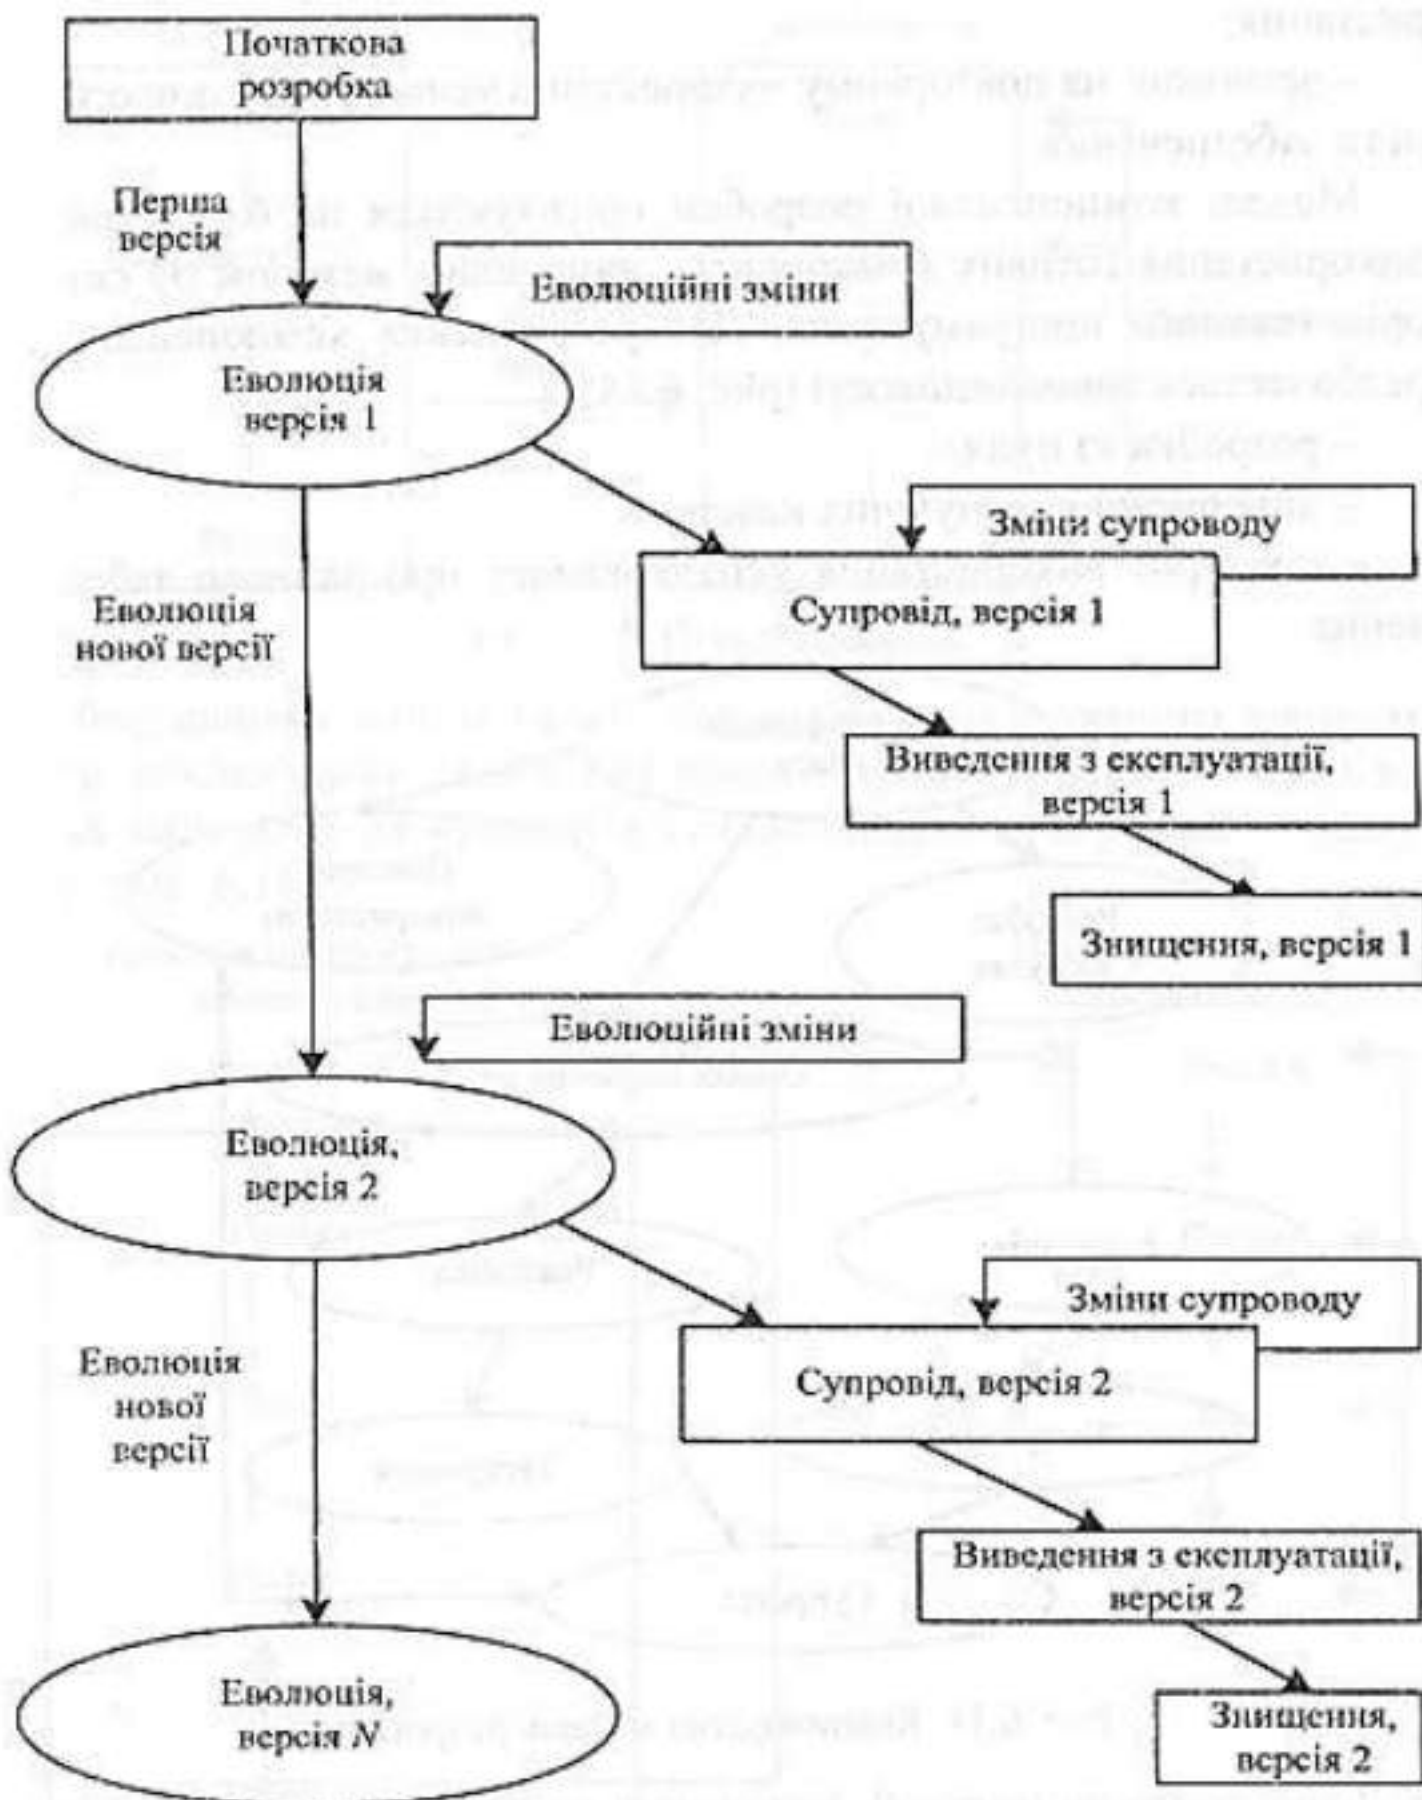 Початкова
розробка
Перша
версія
Еволюційні зміни
Еволюція
версія 1
Зміни супроводу
Супровід, версія 1
Еволюція
нової версії
Виведення з експлуатації,
версія 1
Знищення, версія 1
Еволюційні зміни
Еволюція,
версія 2
Зміни супроводу
Супровід, версія 2
Еволюція
нової
версії
Виведення з експлуатації,
версія 2
Еволюція,
версія N
Знищення,
версія 2